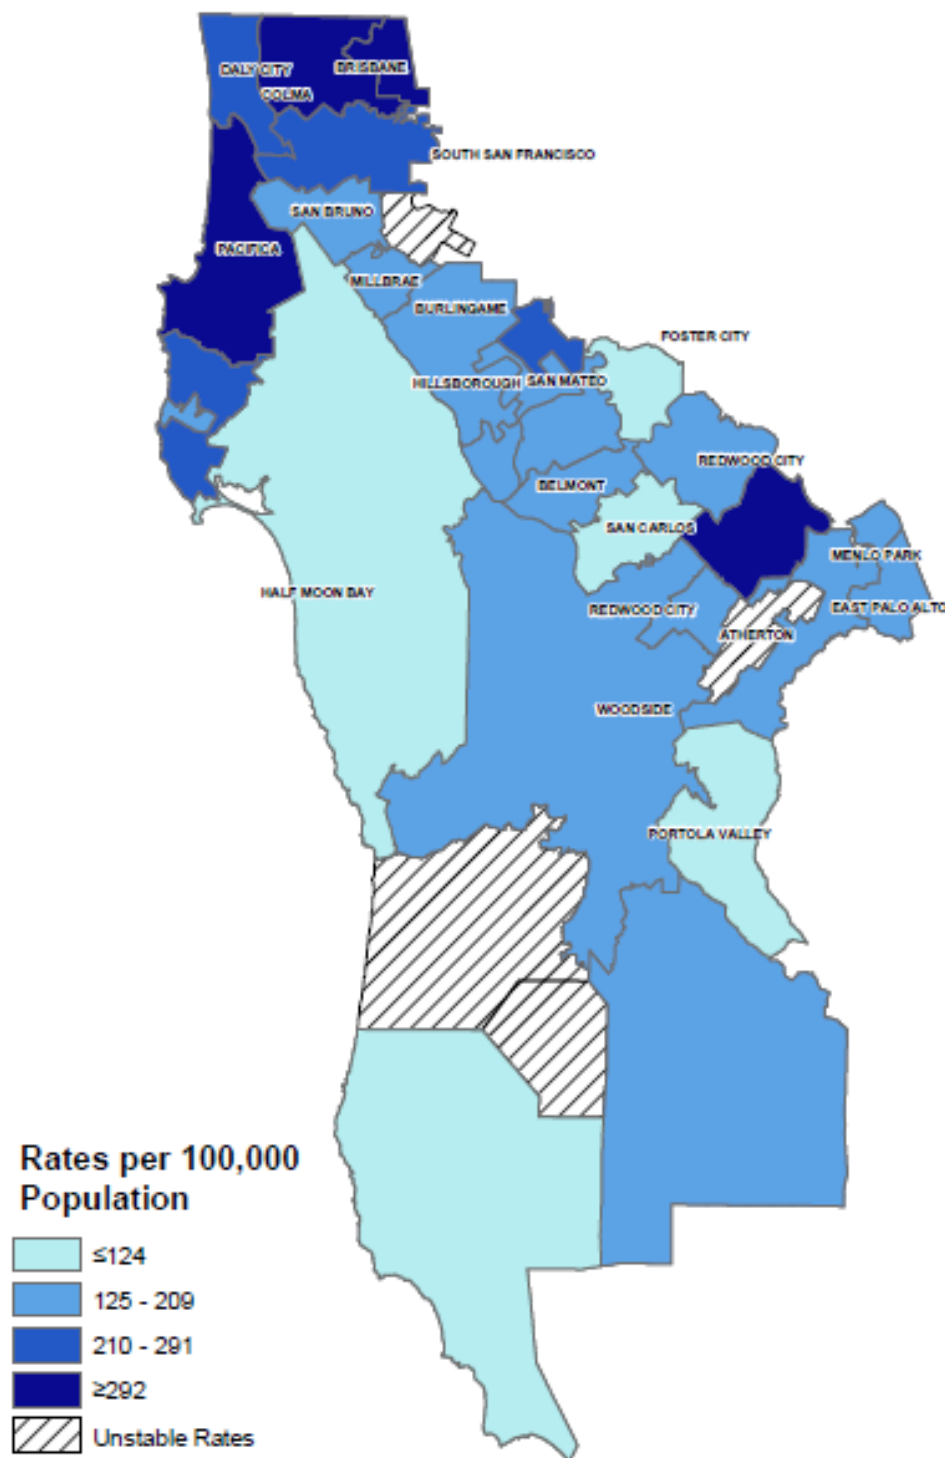 DALY CITY
BRISBANE
COLMA
SOUTH SAN FRANCISCO
SAN BRUNO
PACIFICA
MILLBRAE
BURLINGAME
FOSTER CITY
HILLSBOROUGH
SAN MATEO
REDWOOD CITY
BELMONT
SAN CARLOS
MENLO PARK
HALF MOON BAY
REDWOOD CITY
EAST PALO ALTO
ATHERTON
WOODSIDE
PORTOLA VALLEY
Rates per 100,000
Population
≤124
125 - 209
210 - 291
≥292
Unstable Rates